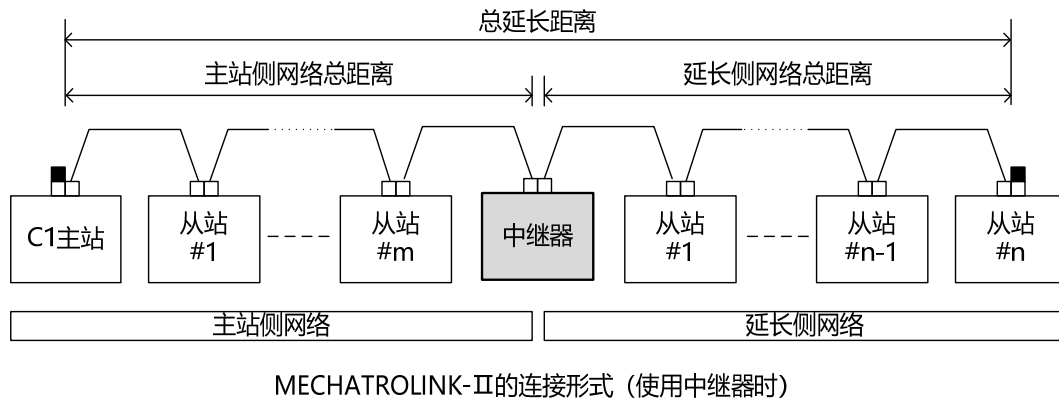 总延长距离
主站侧网络总距离 延长侧网络总距离
C1主站 从站 从站 中继器 从站 从站 从站
#1 #m #1 #n-1 #n
主站侧网络 延长侧网络
MECHATROLINK-Ⅱ的连接形式（使用中继器时）